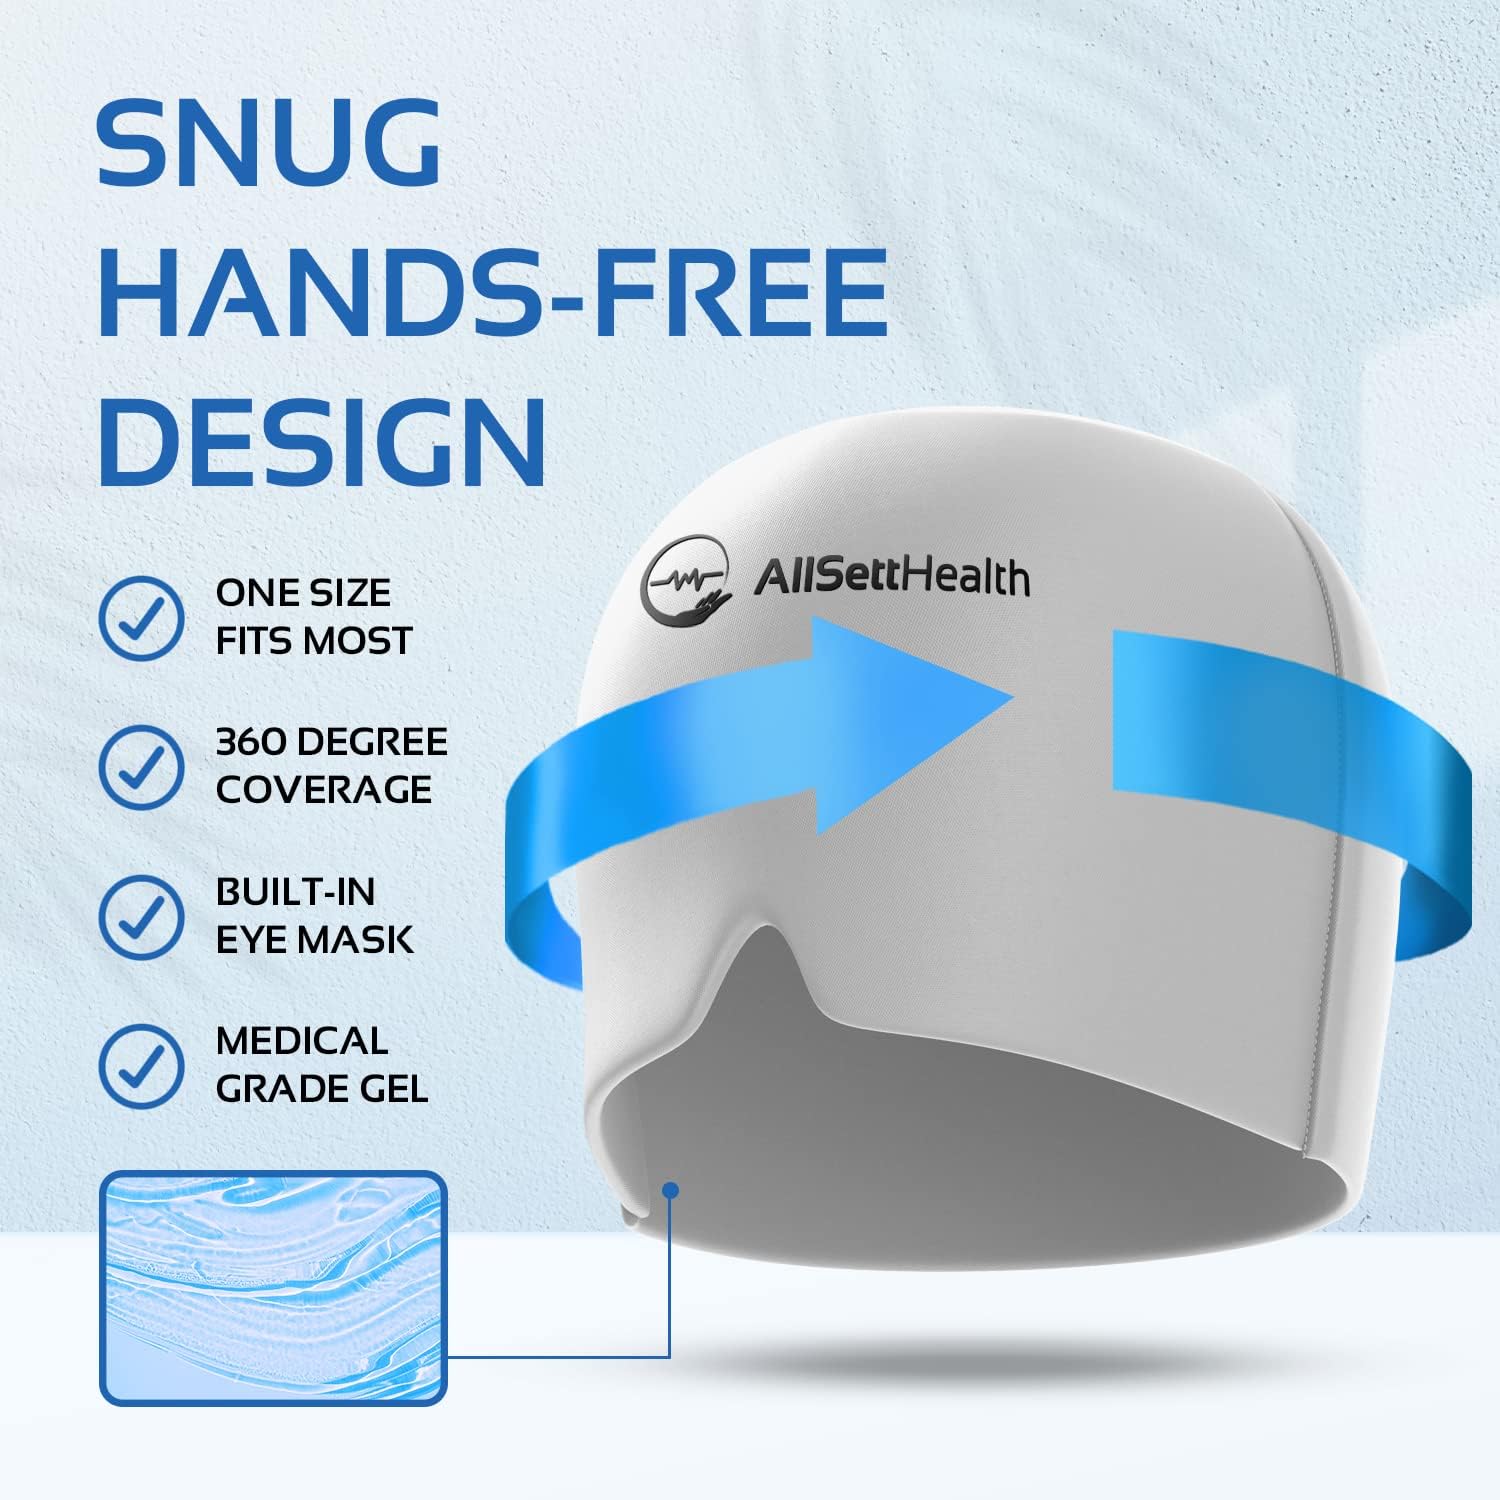 SNUG
HANDS-FREE
DESIGN
AllSettHealth
ONE SIZE
FITS MOST
360 DEGREE
COVERAGE
BUILT-IN
EYE MASK
MEDICAL
GRADE GEL